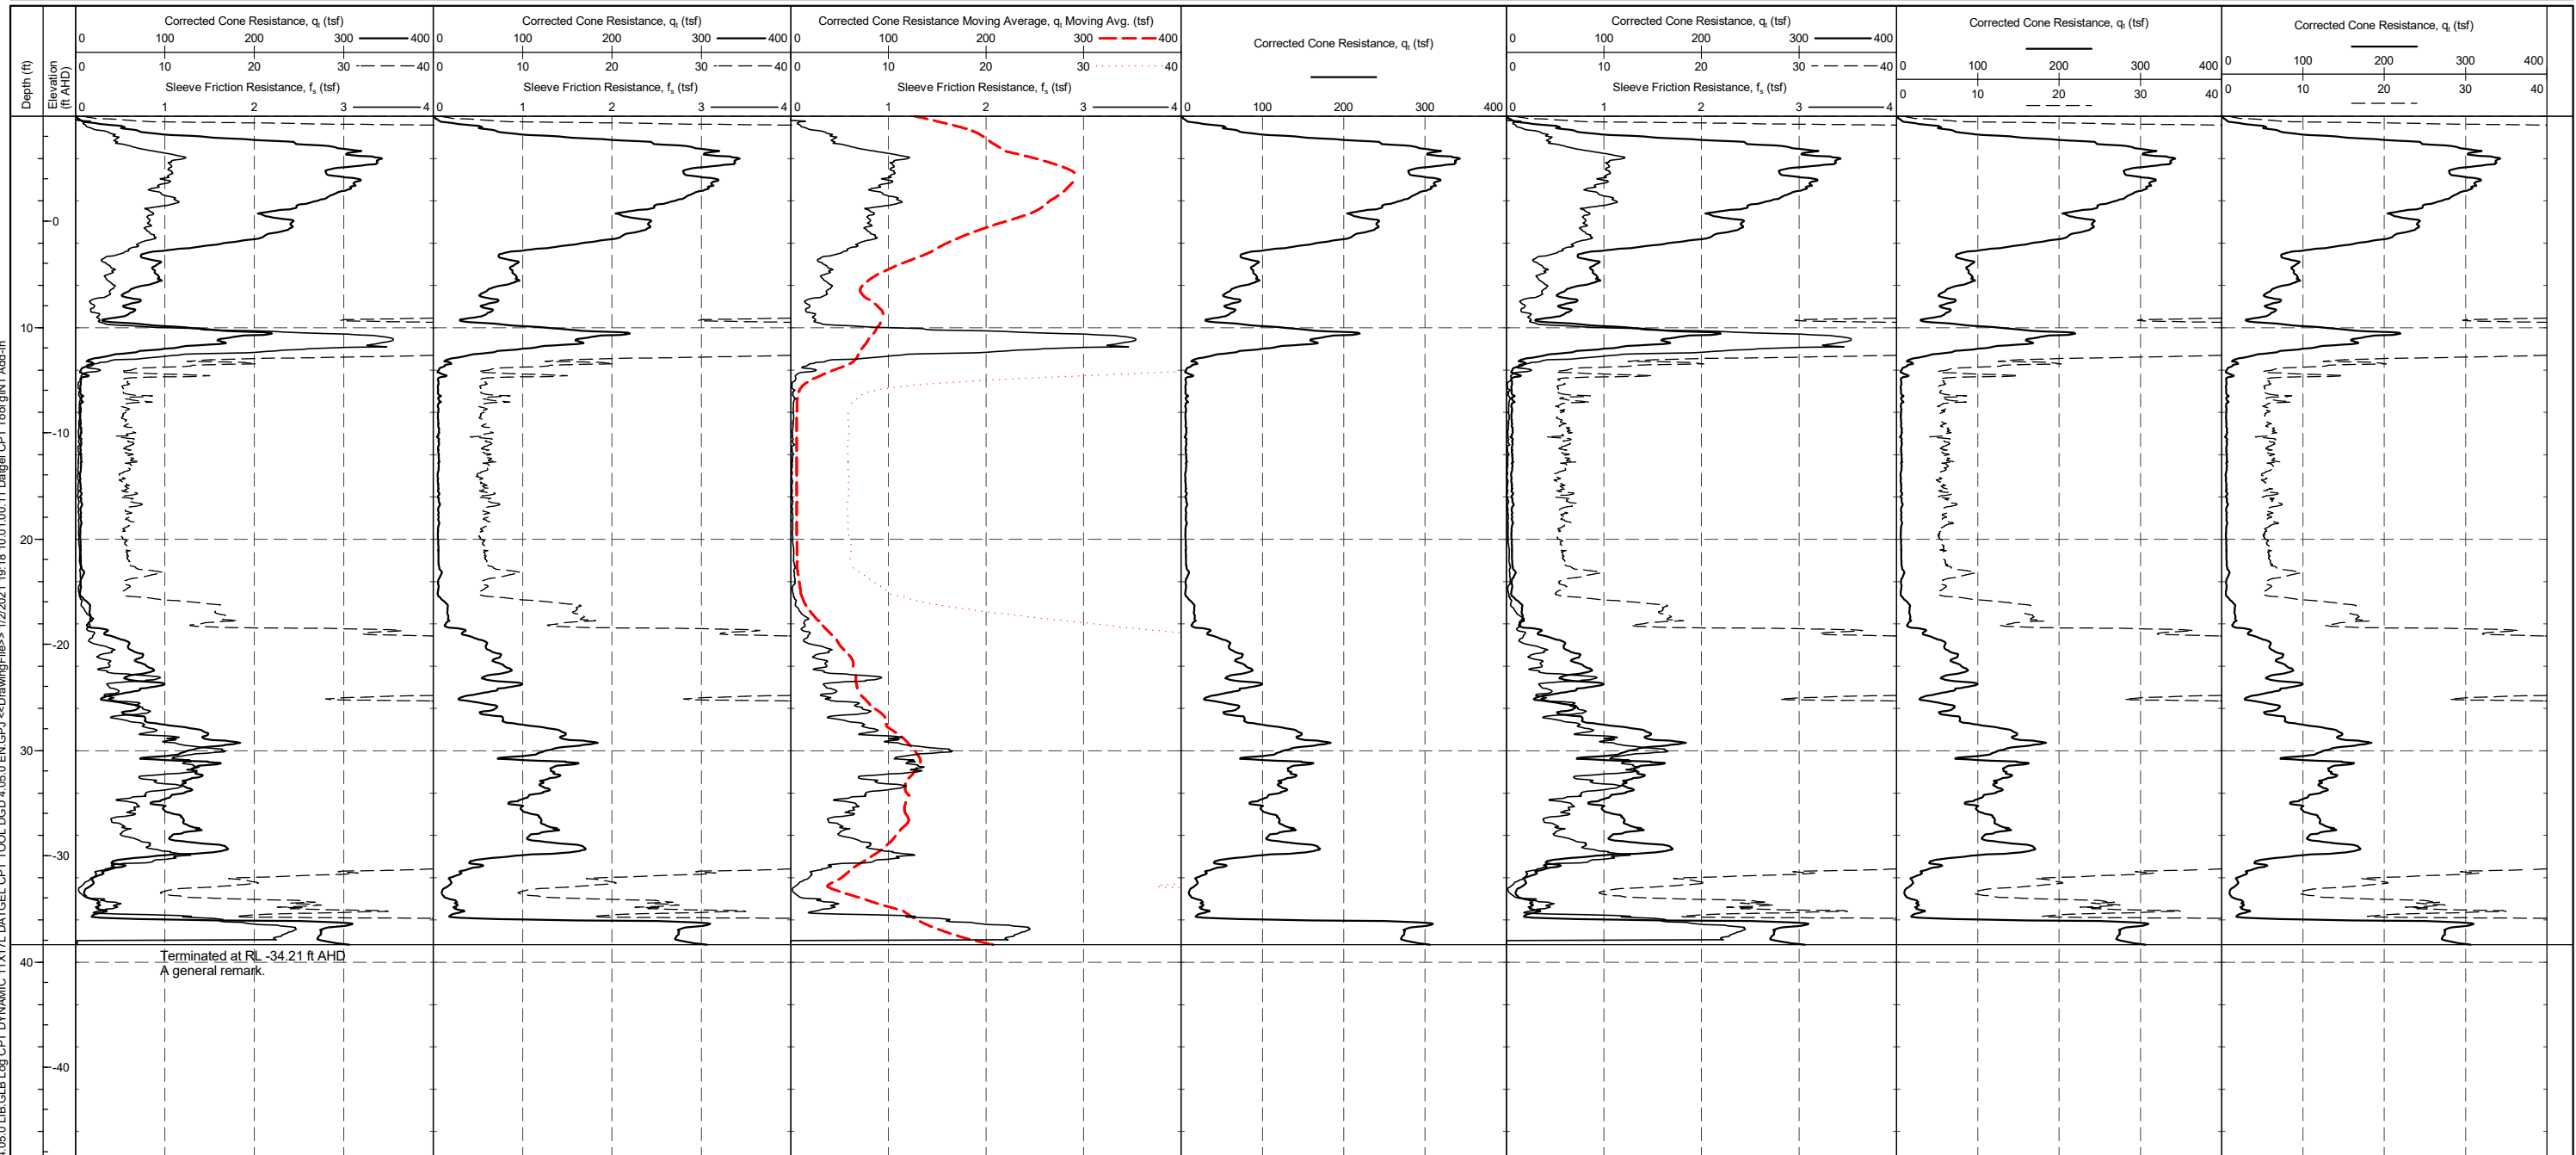 Corrected Cone Resistance, qt (tsf)
0 100 200 300 400
0 10 20 30 40
Sleeve Friction Resistance, fs (tsf)
0 1 2 3 4
Corrected Cone Resistance, qt (tsf)
0 100 200 300 400
0 10 20 30 40
Sleeve Friction Resistance, fs (tsf)
0 1 2 3 4
Corrected Cone Resistance Moving Average, qt Moving Avg. (tsf)
0 100 200 300 400
0 10 20 30 40
Sleeve Friction Resistance, fs (tsf)
0 1 2 3 4
Corrected Cone Resistance, qt (tsf)
0 100 200 300 400
Corrected Cone Resistance, qt (tsf)
0 100 200 300 400
0 10 20 30 40
Sleeve Friction Resistance, fs (tsf)
0 1 2 3 4
Corrected Cone Resistance, qt (tsf)
0 100 200 300 400
0 10 20 30 40
Corrected Cone Resistance, qt (tsf)
0 100 200 300 400
0 10 20 30 40
Depth (ft)
Elevation
(ft AHD)
0
10
-10
20
-20
30
-30
40
-40
Terminated at RL -34.21 ft AHD
A general remark.